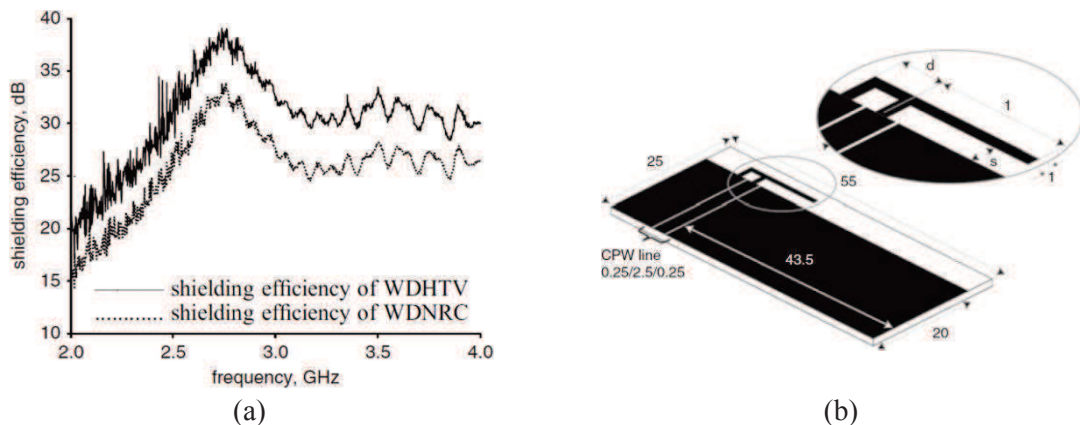 40
35
30
25
20
15
10
shielding efficiency, dB
shielding efficiency of WDHTV
shielding efficiency of WDNRC
2.0 2.5 3.0 3.5 4.0
frequency, GHz
(a)
d
1
s
1
25
55
43.5
CPW line
0.25/2.5/0.25
20
(b)